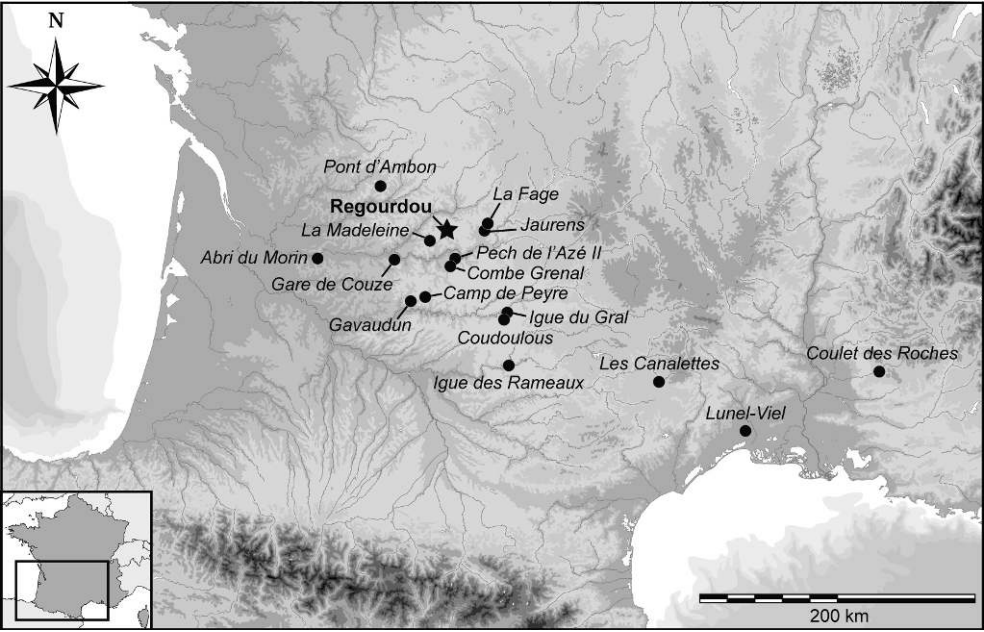 N
Pont d'Ambon
La Fage
Regourdou
Jaurens
La Madeleine
Abri du Morin
Pech de l'Azé II
Combe Grenal
Gare de Couze
Camp de Peyre
Gavaudun
Igue du Gral
Coudoulous
Igue des Rameaux
Les Canalettes
Coulet des Roches
Lunel-Viel
200 km